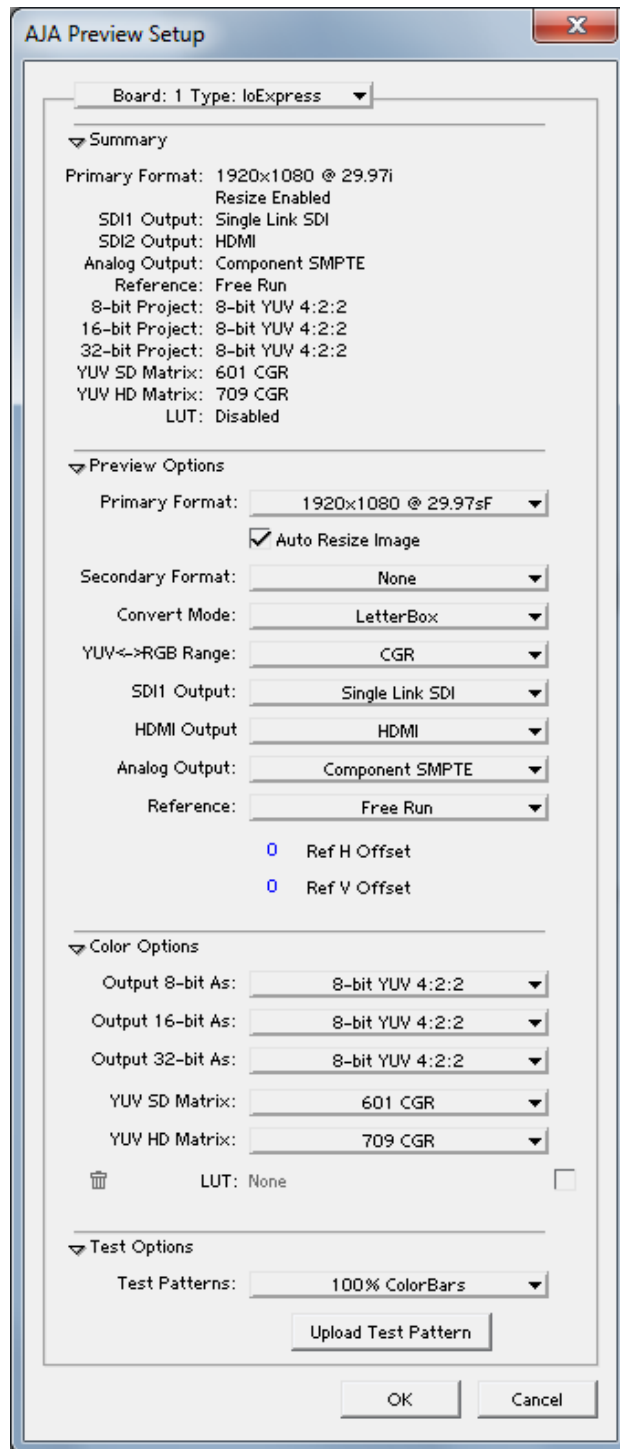 AJA Preview Setup
Board: 1 Type: IoExpress
Summary
Primary Format: 1920x1080 @ 29.97i
Resize Enabled
SDI1 Output: Single Link SDI
SDI2 Output: HDMI
Analog Output: Component SMPTE
Reference: Free Run
8-bit Project: 8-bit YUV 4:2:2
16-bit Project: 8-bit YUV 4:2:2
32-bit Project: 8-bit YUV 4:2:2
YUV SD Matrix: 601 CGR
YUV HD Matrix: 709 CGR
LUT: Disabled
Preview Options
Primary Format: 1920x1080 @ 29.97sF
Auto Resize Image
Secondary Format: None
Convert Mode: LetterBox
YUV<->RGB Range: CGR
SDI1 Output: Single Link SDI
HDMI Output HDMI
Analog Output: Component SMPTE
Reference: Free Run
0 Ref H Offset
0 Ref V Offset
Color Options
Output 8-bit As: 8-bit YUV 4:2:2
Output 16-bit As: 8-bit YUV 4:2:2
Output 32-bit As: 8-bit YUV 4:2:2
YUV SD Matrix: 601 CGR
YUV HD Matrix: 709 CGR
LUT: None
Test Options
Test Patterns: 100% ColorBars
Upload Test Pattern
OK Cancel